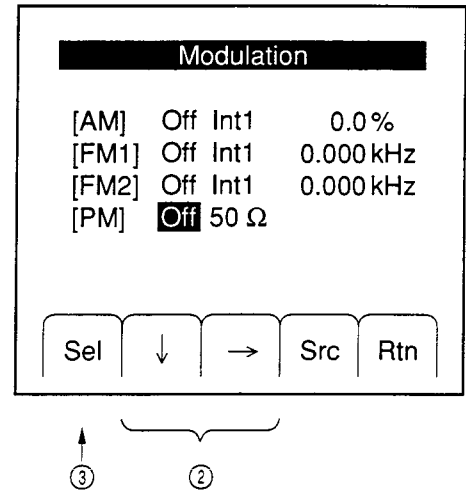 Modulation
[AM] Off Int1 0.0 %
[FM1] Off Int1 0.000 kHz
[FM2] Off Int1 0.000 kHz
[PM] Off 50 Ω
Sel ↓ → Src Rtn
③ ②